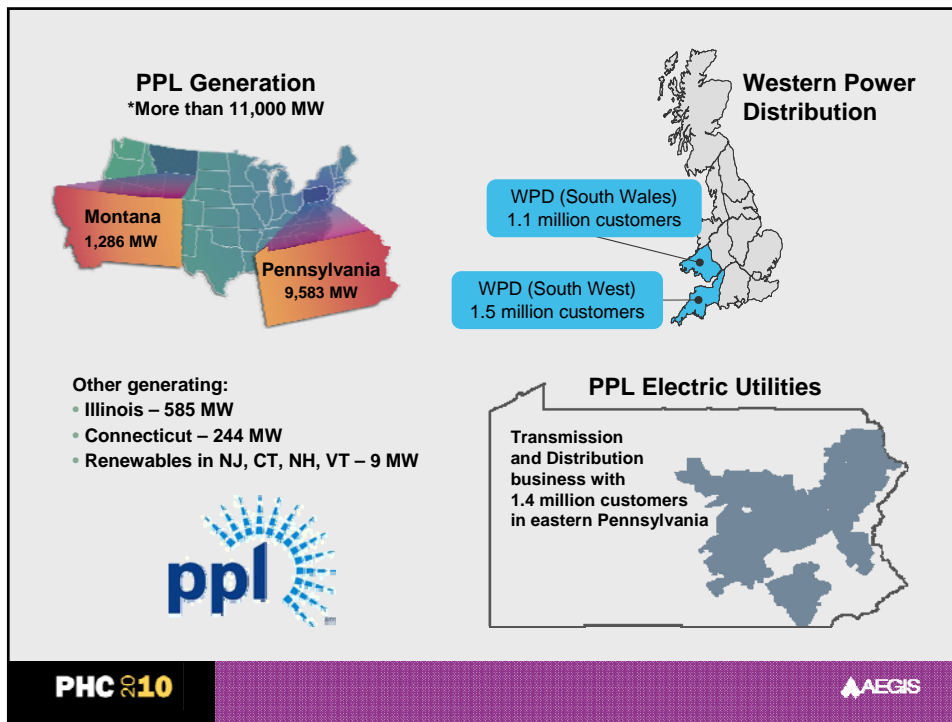 PPL Generation
*More than 11,000 MW
Montana
1,286 MW
Pennsylvania
9,583 MW
Western Power
Distribution
WPD (South Wales)
1.1 million customers
WPD (South West)
1.5 million customers
Other generating:
• Illinois – 585 MW
• Connecticut – 244 MW
• Renewables in NJ, CT, NH, VT – 9 MW
ppl
PPL Electric Utilities
Transmission
and Distribution
business with
1.4 million customers
in eastern Pennsylvania
PHC 2010
AEGIS